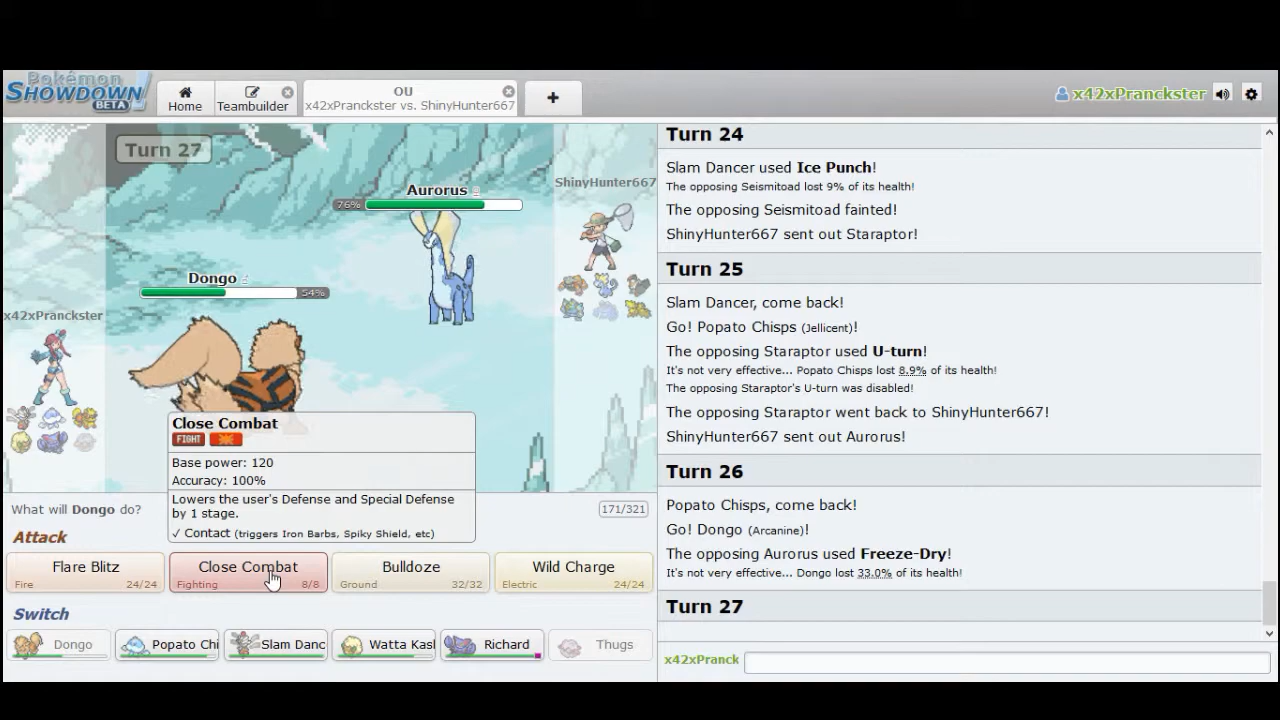 Pokémon
SHOWDOWN!
BETA
Home
Teambuilder
OU
x42xPranckster vs. ShinyHunter667
+
x42xPranckster
Turn 27
Aurorus
76%
ShinyHunter667
Dongo
54%
x42xPranckster
Close Combat
FIGHT
Base power: 120
Accuracy: 100%
Lowers the user's Defense and Special Defense
by 1 stage.
✓ Contact (triggers Iron Barbs, Spiky Shield, etc)
What will Dongo do?
171/321
Attack
Flare Blitz
Fire 24/24
Close Combat
Fighting 8/8
Bulldoze
Ground 32/32
Wild Charge
Electric 24/24
Switch
Dongo
Popato Chi
Slam Danc
Watta Kasl
Richard
Thugs
Turn 24
Slam Dancer used Ice Punch!
The opposing Seismitoad lost 9% of its health!
The opposing Seismitoad fainted!
ShinyHunter667 sent out Staraptor!
Turn 25
Slam Dancer, come back!
Go! Popato Chisps (Jellicent)!
The opposing Staraptor used U-turn!
It's not very effective... Popato Chisps lost 8.9% of its health!
The opposing Staraptor's U-turn was disabled!
The opposing Staraptor went back to ShinyHunter667!
ShinyHunter667 sent out Aurorus!
Turn 26
Popato Chisps, come back!
Go! Dongo (Arcanine)!
The opposing Aurorus used Freeze-Dry!
It's not very effective... Dongo lost 33.0% of its health!
Turn 27
x42xPranck